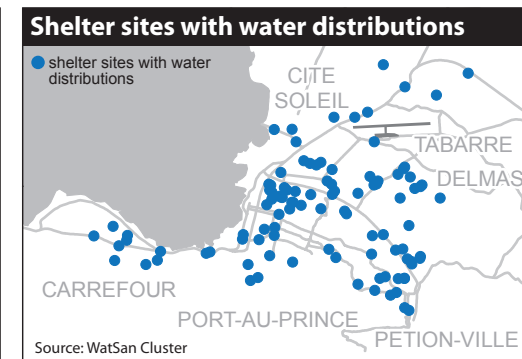 Shelter sites with water distributions
shelter sites with water
distributions
CITE
SOLEIL
TABARRE
DELMAS
CARREFOUR
PORT-AU-PRINCE
PETION-VILLE
Source: WatSan Cluster